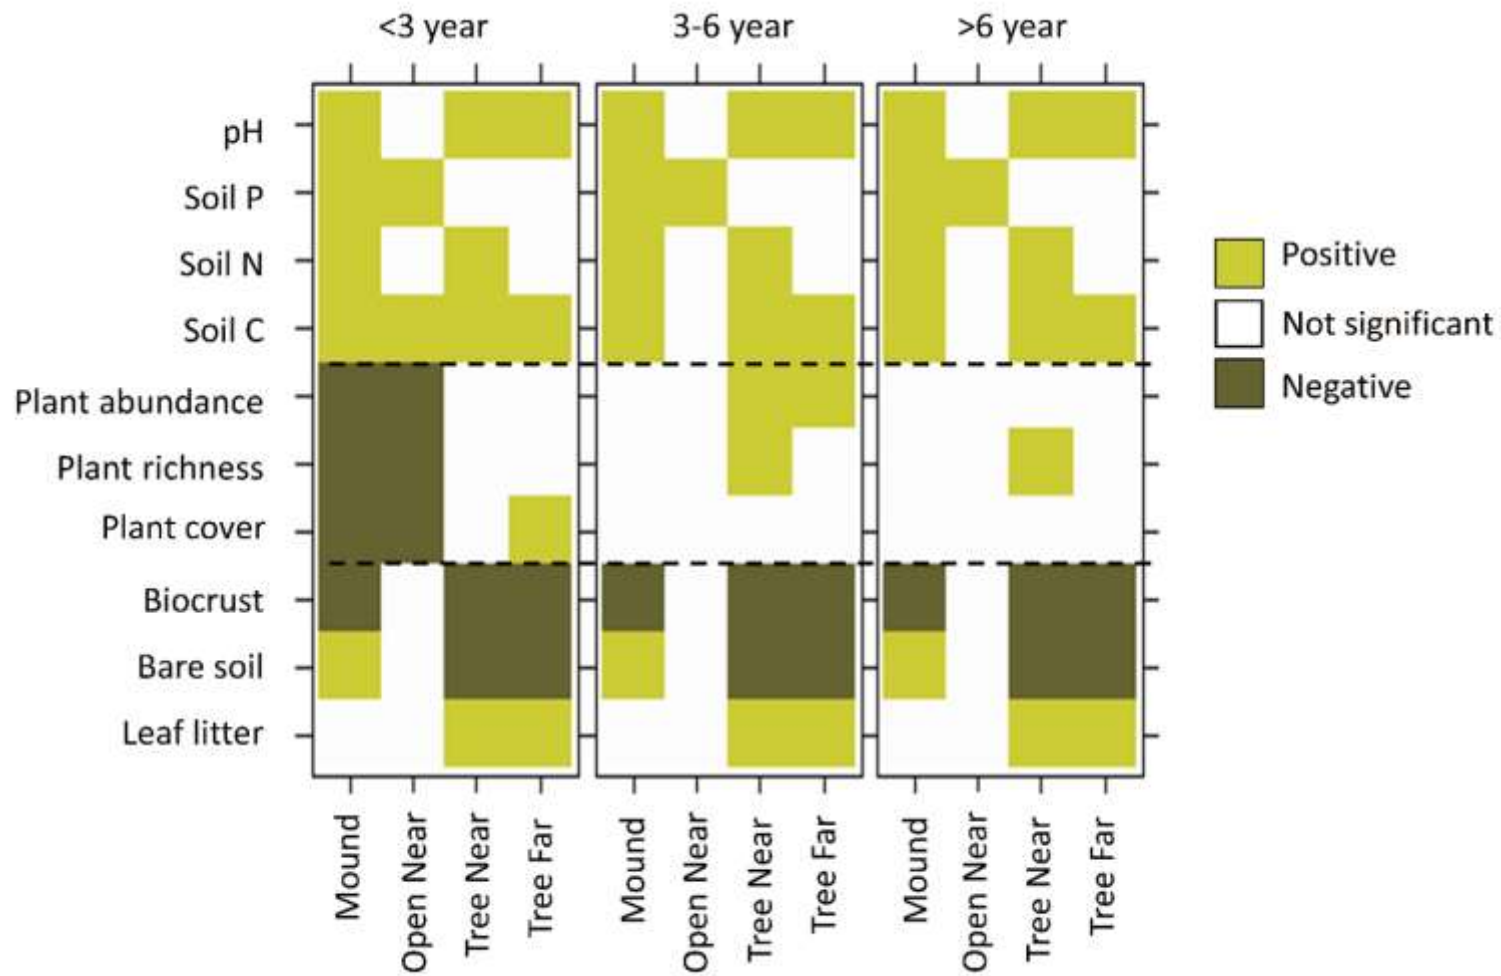 <3 year
3-6 year
>6 year
pH
Soil P
Soil N
Soil C
Plant abundance
Plant richness
Plant cover
Biocrust
Bare soil
Leaf litter
Positive
Not significant
Negative
Mound
Open Near
Tree Near
Tree Far
Mound
Open Near
Tree Near
Tree Far
Mound
Open Near
Tree Near
Tree Far